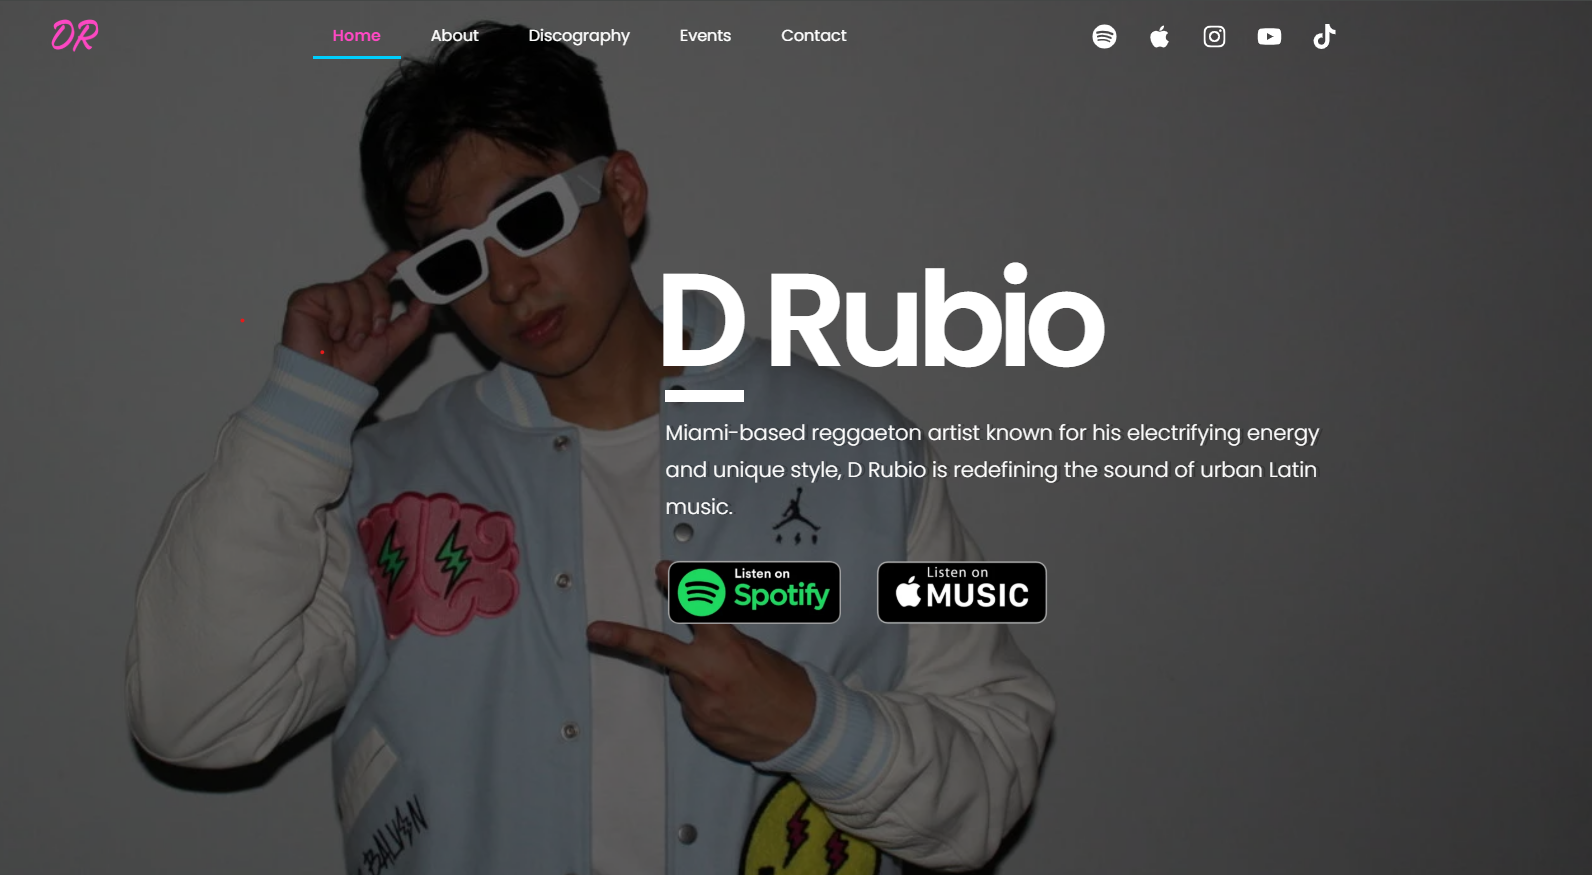 DR
Home About Discography Events Contact
D Rubio
Miami-based reggaeton artist known for his electrifying energy
and unique style, D Rubio is redefining the sound of urban Latin
music.
Listen on
Spotify
Listen on
MUSIC
BALVIN